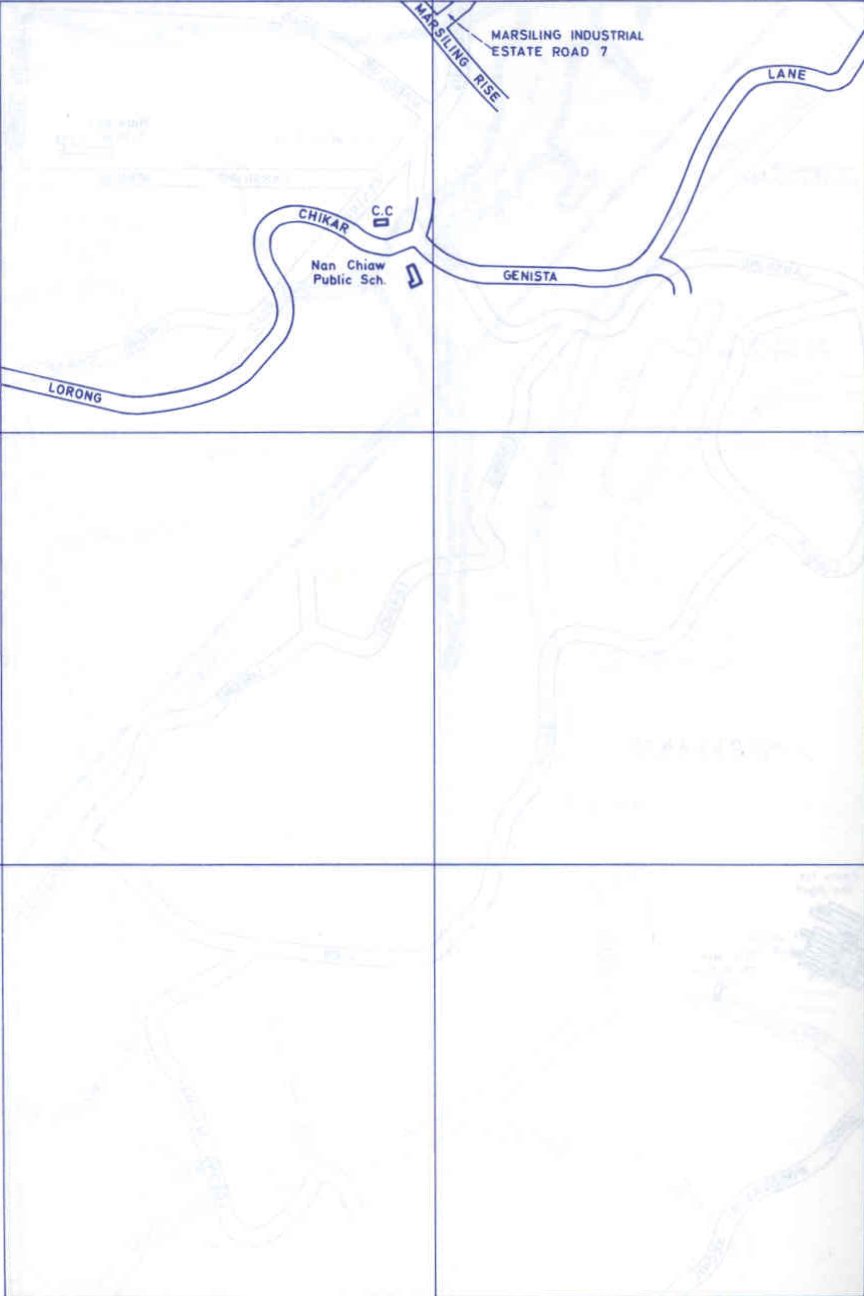 MARSILING RISE
MARSILING INDUSTRIAL
ESTATE ROAD 7
LANE
C.C
CHIKAR
Nan Chiaw
Public Sch.
GENISTA
LORONG